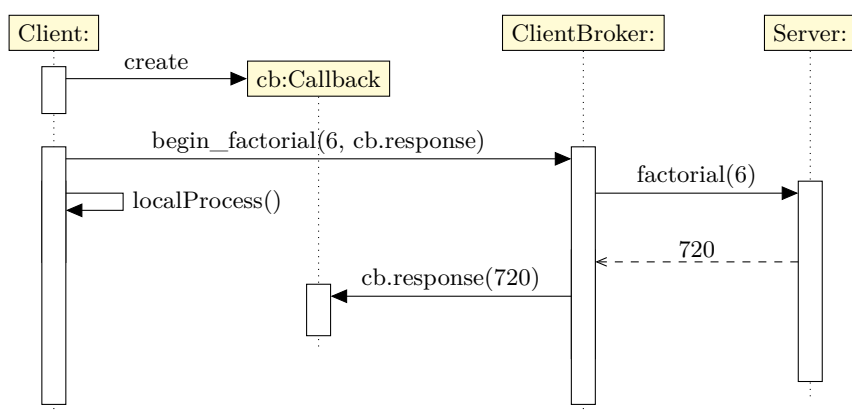 Client:
ClientBroker:
Server:
create
cb:Callback
begin_factorial(6, cb.response)
factorial(6)
localProcess()
720
cb.response(720)